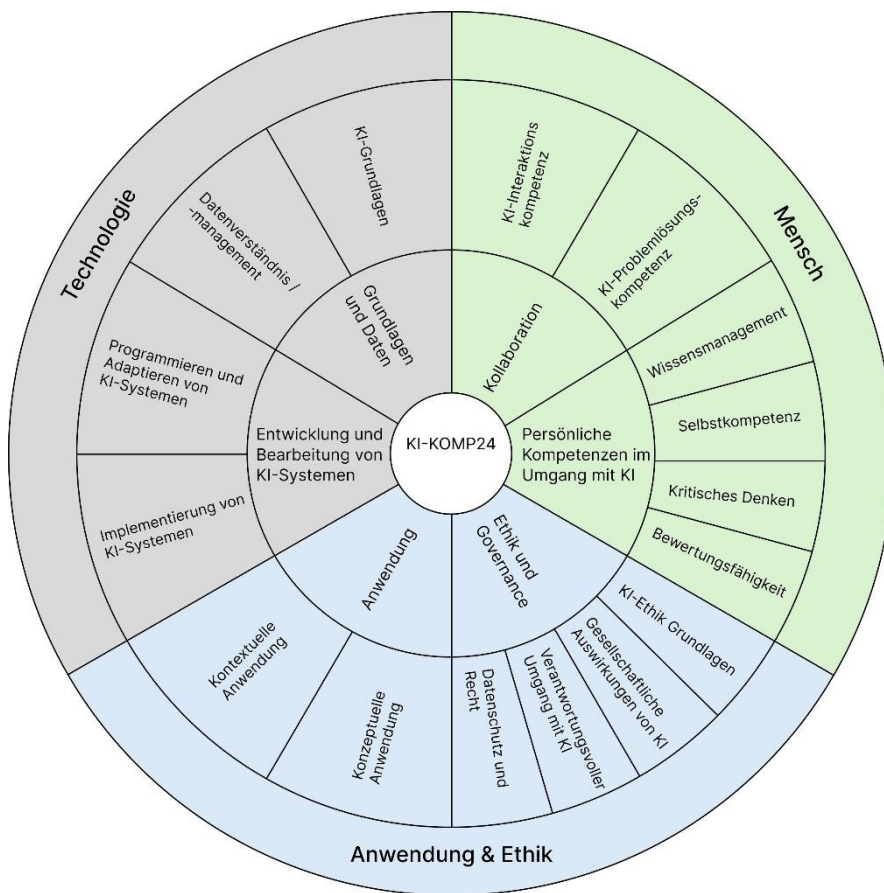 KI-KOMP24
Technologie
Grundlagen
und Daten
KI-Grundlagen
Datenverständnis /
-management
Entwicklung und
Bearbeitung von
KI-Systemen
Programmieren und
Adaptieren von
KI-Systemen
Implementierung von
KI-Systemen
Mensch
Kollaboration
KI-Interaktions
kompetenz
KI-Problemlösungs-
kompetenz
Persönliche
Kompetenzen im
Umgang mit KI
Wissensmanagement
Selbstkompetenz
Kritisches Denken
Bewertungsfähigkeit
Anwendung & Ethik
Ethik und
Governance
KI-Ethik Grundlagen
Gesellschaftliche
Auswirkungen von KI
Verantwortungsvoller
Umgang mit KI
Datenschutz und
Recht
Anwendung
Konzeptuelle
Anwendung
Kontextuelle
Anwendung